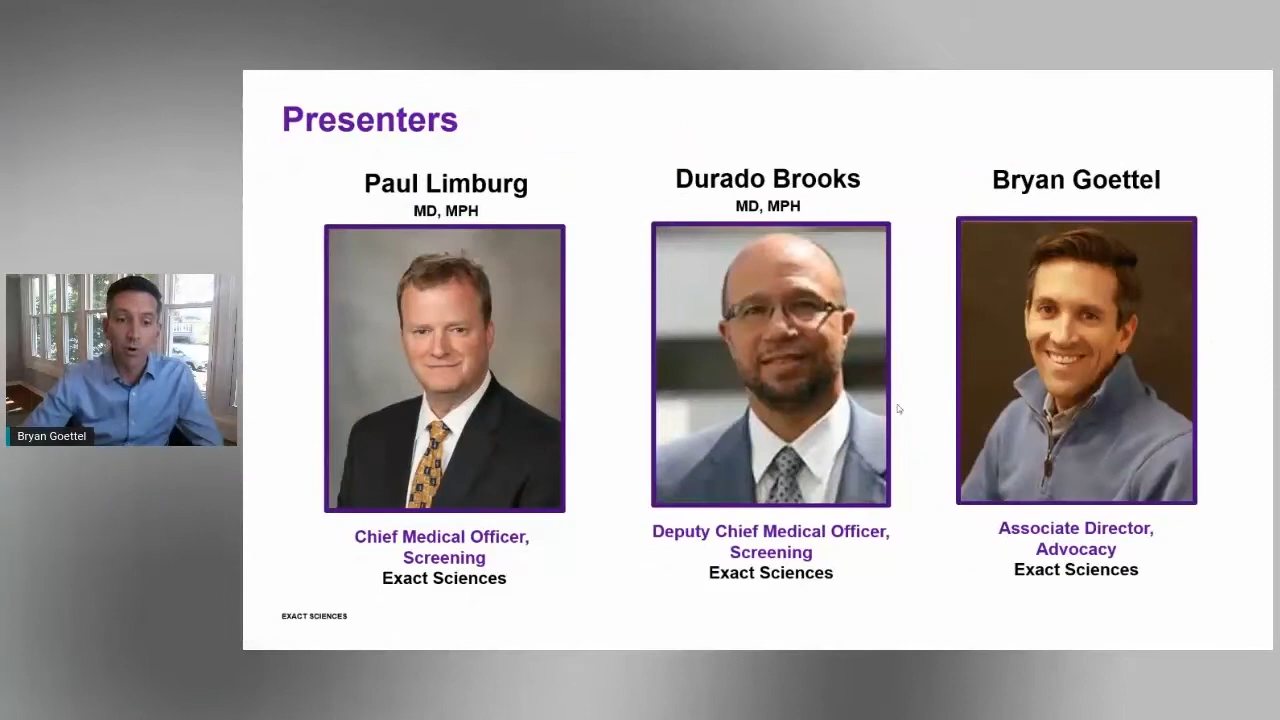 Presenters
Paul Limburg
MD, MPH
Chief Medical Officer,
Screening
Exact Sciences
Durado Brooks
MD, MPH
Deputy Chief Medical Officer,
Screening
Exact Sciences
Bryan Goettel
Associate Director,
Advocacy
Exact Sciences
EXACT SCIENCES
Bryan Goettel